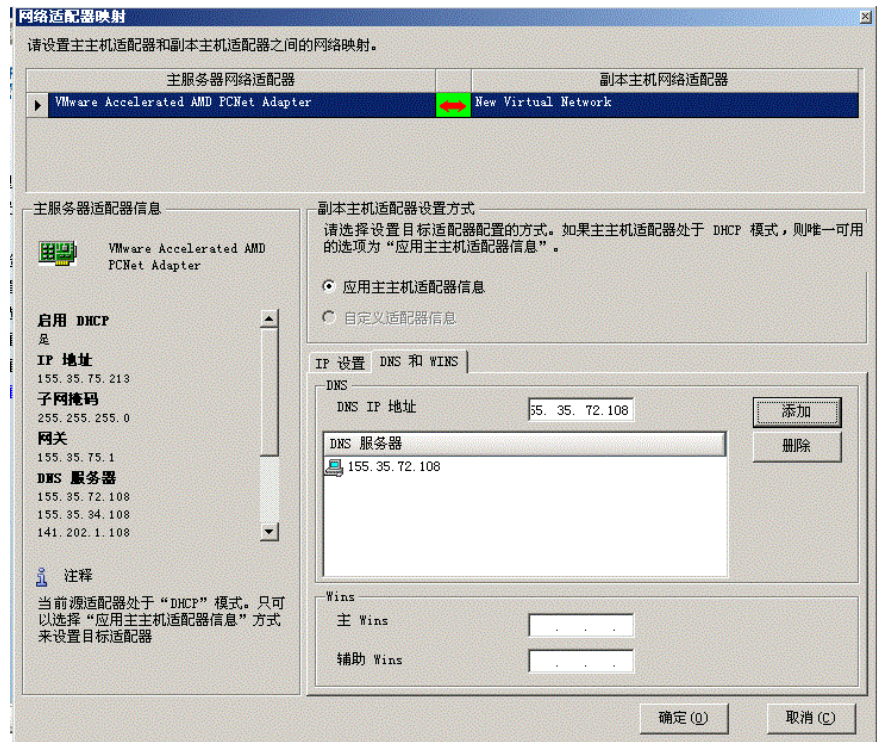 网络适配器映射
请设置主主机适配器和副本主机适配器之间的网络映射。
主服务器网络适配器 副本主机网络适配器
VMware Accelerated AMD PCNet Adapter New Virtual Network
主服务器适配器信息
VMware Accelerated AMD
PCNet Adapter
启用 DHCP
是
IP 地址
155.35.75.213
子网掩码
255.255.255.0
网关
155.35.75.1
DNS 服务器
155.35.72.108
155.35.34.108
141.202.1.108
注释
当前源适配器处于“DHCP”模式。只可
以选择“应用主主机适配器信息”方式
来设置目标适配器
副本主机适配器设置方式
请选择设置目标适配器配置的方式。如果主主机适配器处于 DHCP 模式，则唯一可用
的选项为“应用主主机适配器信息”。
应用主主机适配器信息
自定义适配器信息
IP 设置 DNS 和 WINS
DNS
DNS IP 地址 55. 35. 72.108 添加
DNS 服务器 删除
155.35.72.108
Wins
主 Wins . . .
辅助 Wins . . .
确定(O) 取消(C)